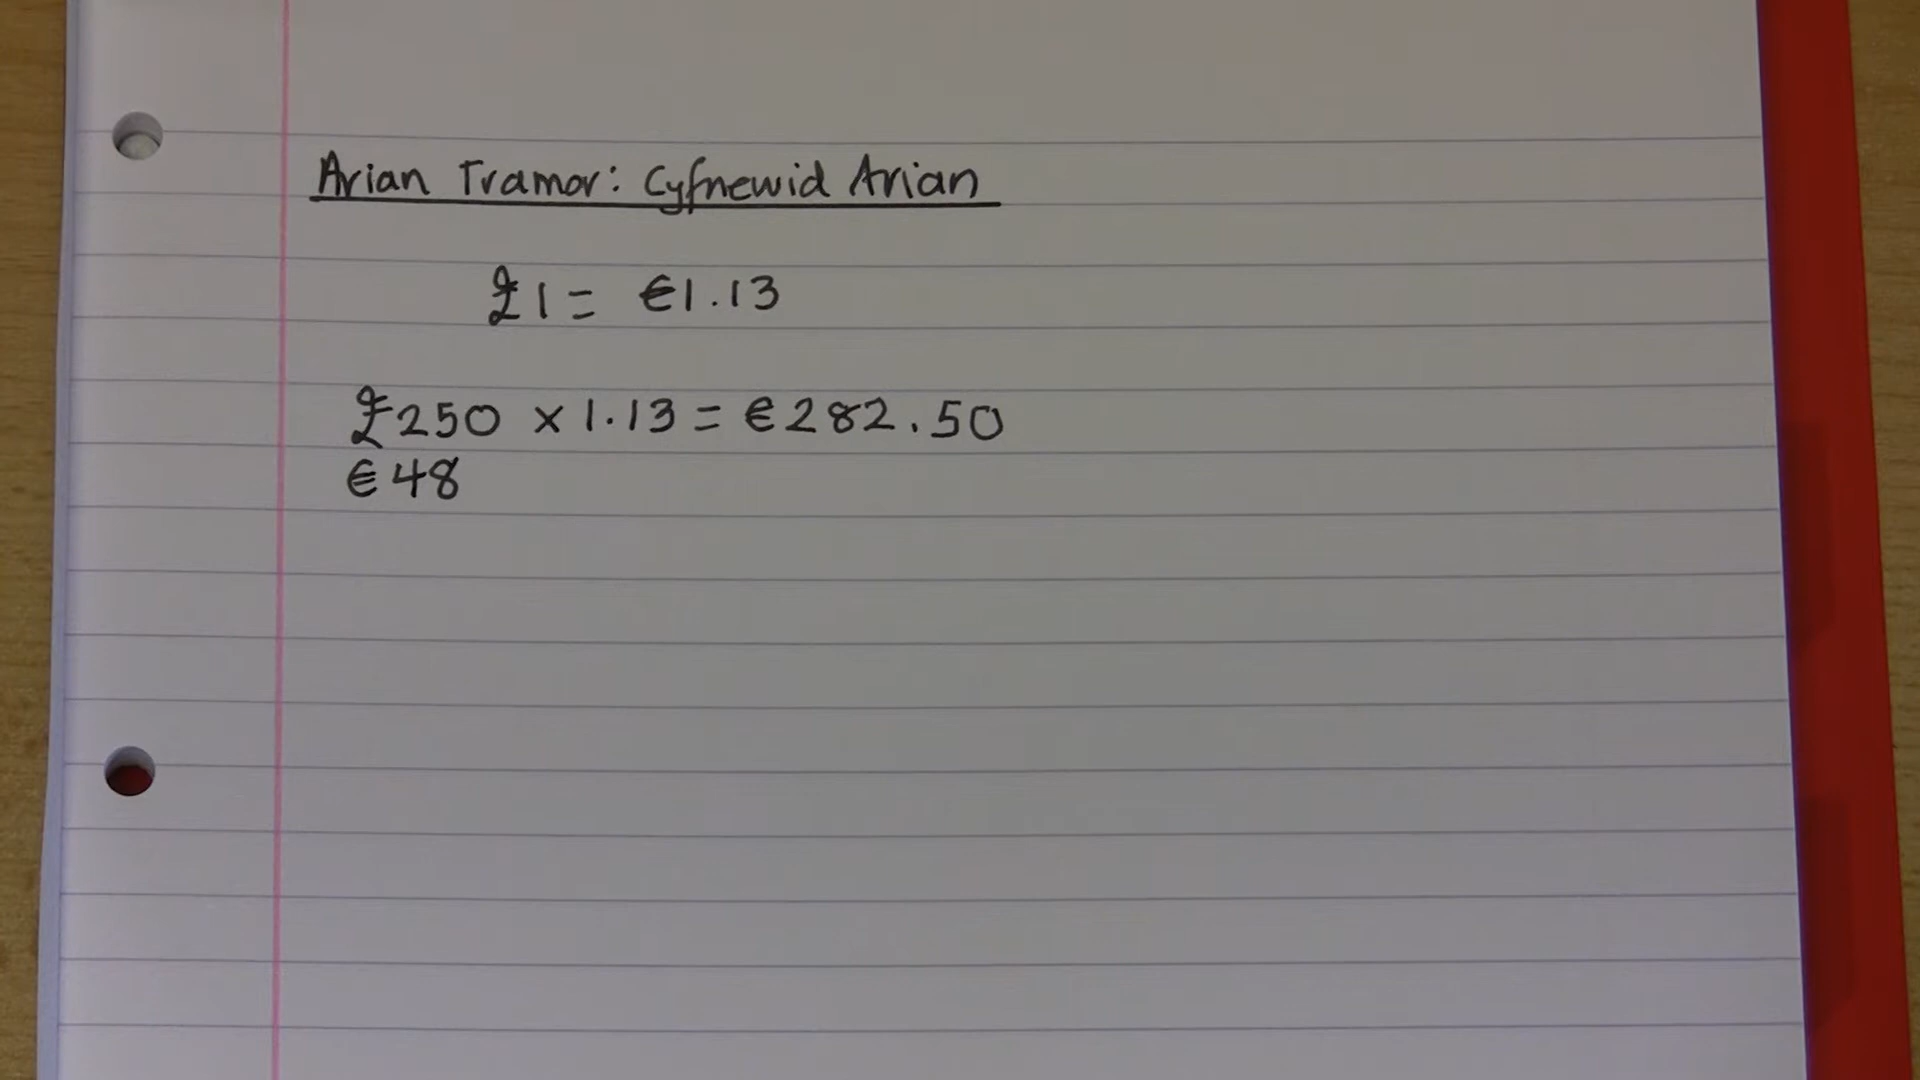 Arian Tramor: Cyfnewid Arian
£1 = €1.13
£250 × 1.13 = €282.50
€48